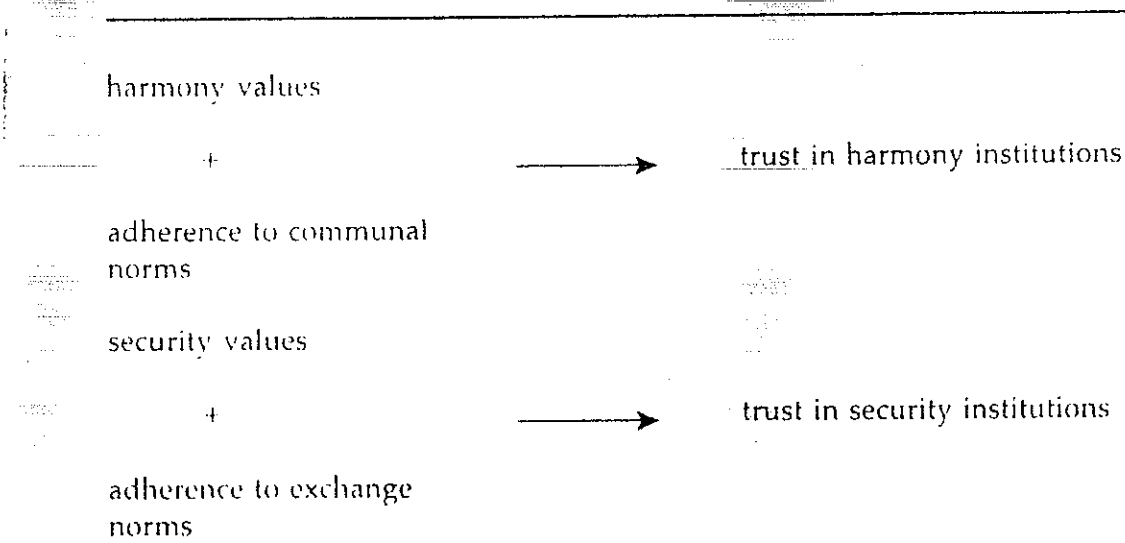 harmony values
+
trust in harmony institutions
adherence to communal
norms
security values
+
trust in security institutions
adherence to exchange
norms